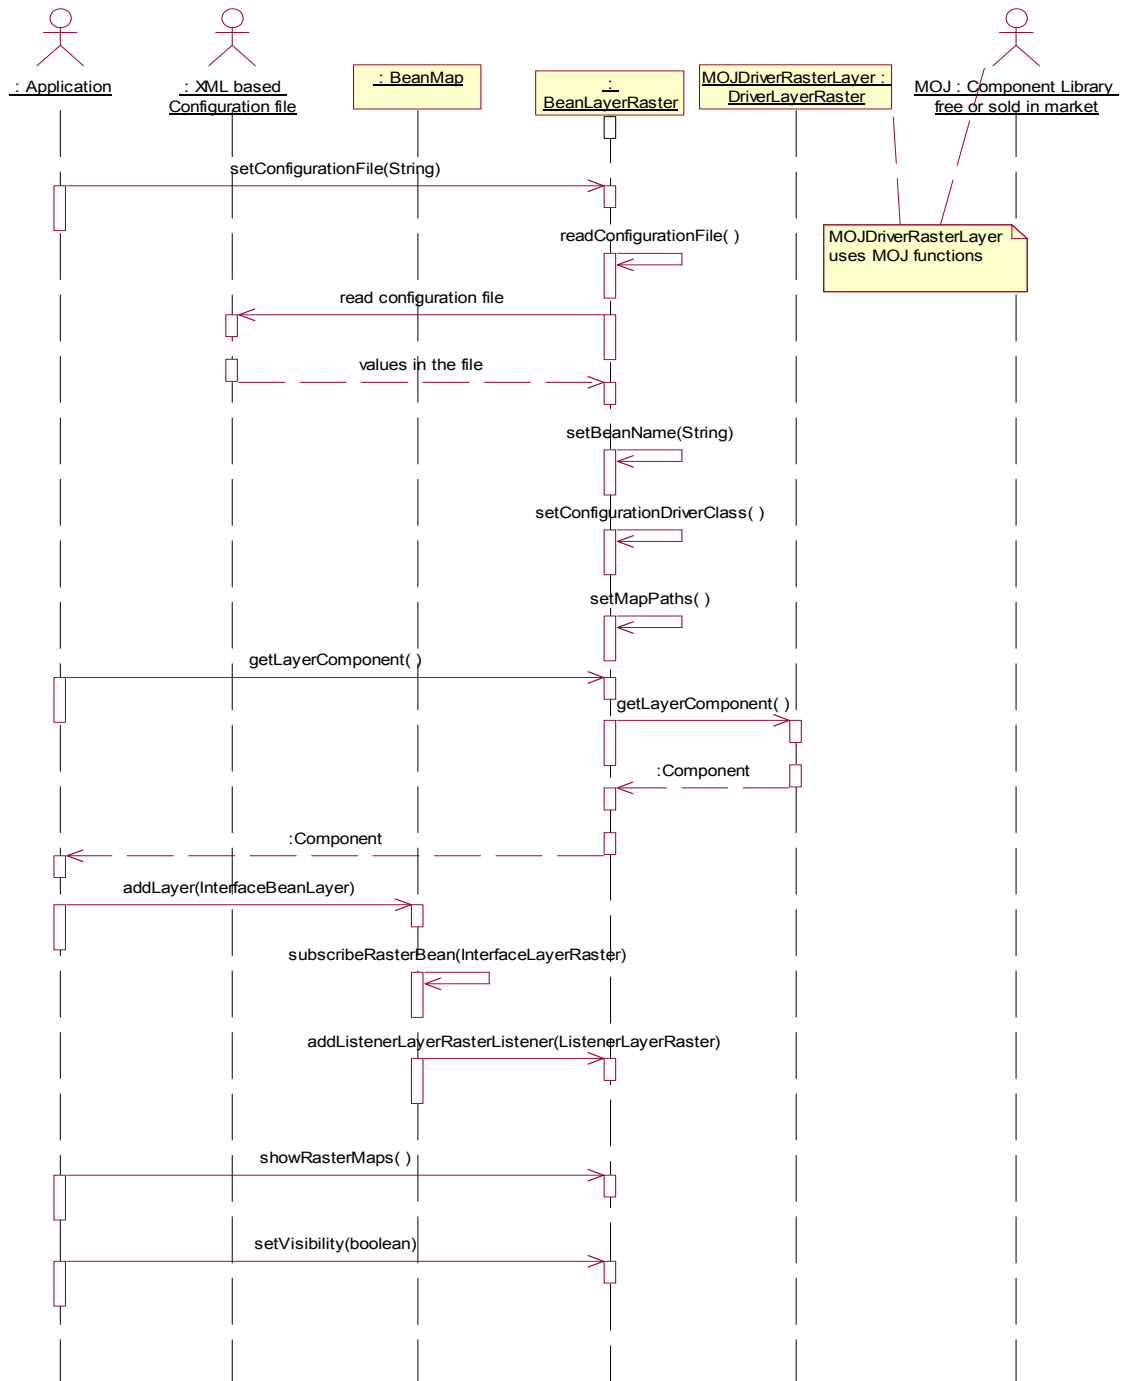 : Application
: XML based
Configuration file
: BeanMap
:
BeanLayerRaster
MOJDriverRasterLayer :
DriverLayerRaster
MOJ : Component Library
free or sold in market
setConfigurationFile(String)
MOJDriverRasterLayer
uses MOJ functions
readConfigurationFile( )
read configuration file
values in the file
setBeanName(String)
setConfigurationDriverClass( )
setMapPaths( )
getLayerComponent( )
getLayerComponent( )
:Component
:Component
addLayer(InterfaceBeanLayer)
subscribeRasterBean(InterfaceLayerRaster)
addListenerLayerRasterListener(ListenerLayerRaster)
showRasterMaps( )
setVisibility(boolean)